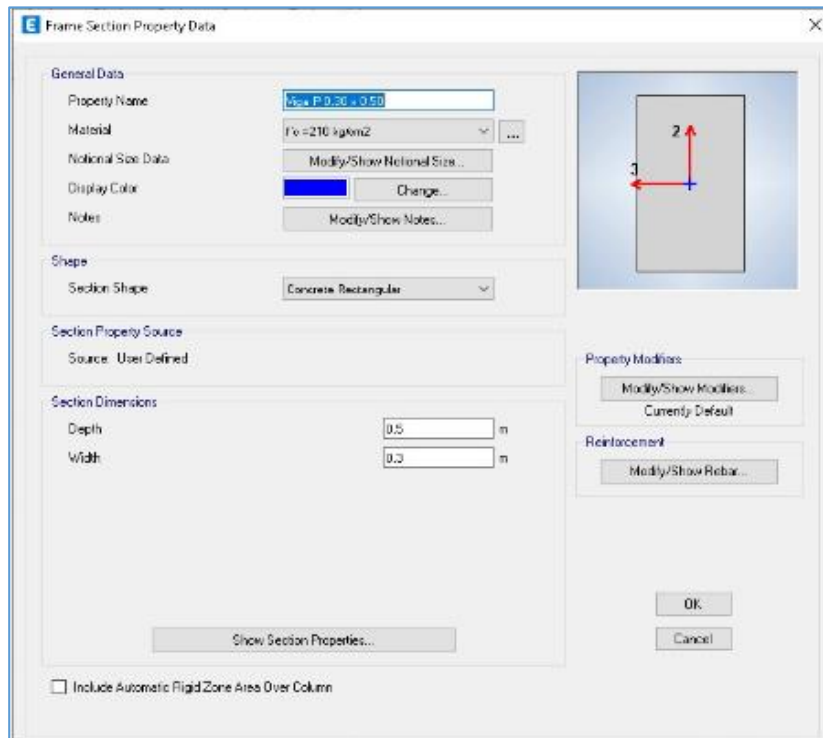 Frame Section Property Data
General Data
Property Name Viga P 0.30 x 0.50
Material f'c =210 kg/cm2 ...
Notional Size Data Modify/Show Notional Size...
Display Color Change...
Notes Modify/Show Notes...
Shape
Section Shape Concrete Rectangular
Section Property Source
Source: User Defined
Section Dimensions
Depth 0.5 m
Width 0.3 m
Show Section Properties...
Include Automatic Rigid Zone Area Over Column
2
3
Property Modifiers
Modify/Show Modifiers...
Currently Default
Reinforcement
Modify/Show Rebar...
OK
Cancel